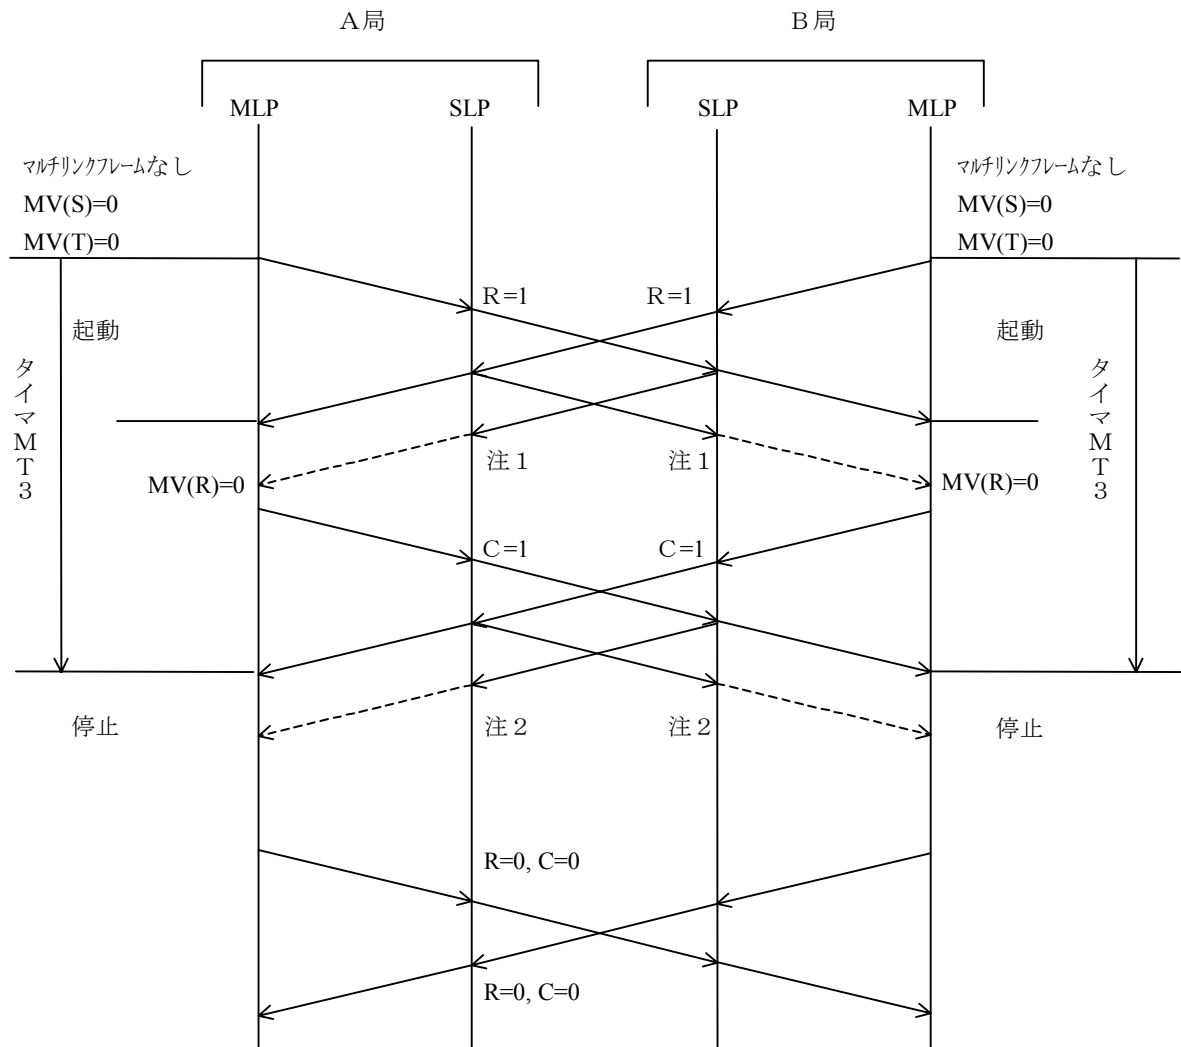 A局
B局
MLP
SLP
SLP
MLP
マルチリンクフレームなし
MV(S)=0
MV(T)=0
マルチリンクフレームなし
MV(S)=0
MV(T)=0
R=1
R=1
起動
起動
タイマMT3
タイマMT3
注1
注1
MV(R)=0
MV(R)=0
C=1
C=1
停止
注2
注2
停止
R=0, C=0
R=0, C=0